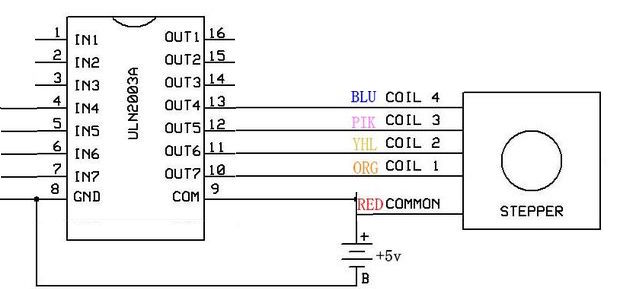 1 IN1 OUT1 16
2 IN2 OUT2 15
3 IN3 OUT3 14
4 IN4 OUT4 13
5 IN5 OUT5 12
6 IN6 OUT6 11
7 IN7 OUT7 10
8 GND COM 9
ULN2003A
BLU COIL 4
PIK COIL 3
YHL COIL 2
ORG COIL 1
RED COMMON
STEPPER
+
+5v
B